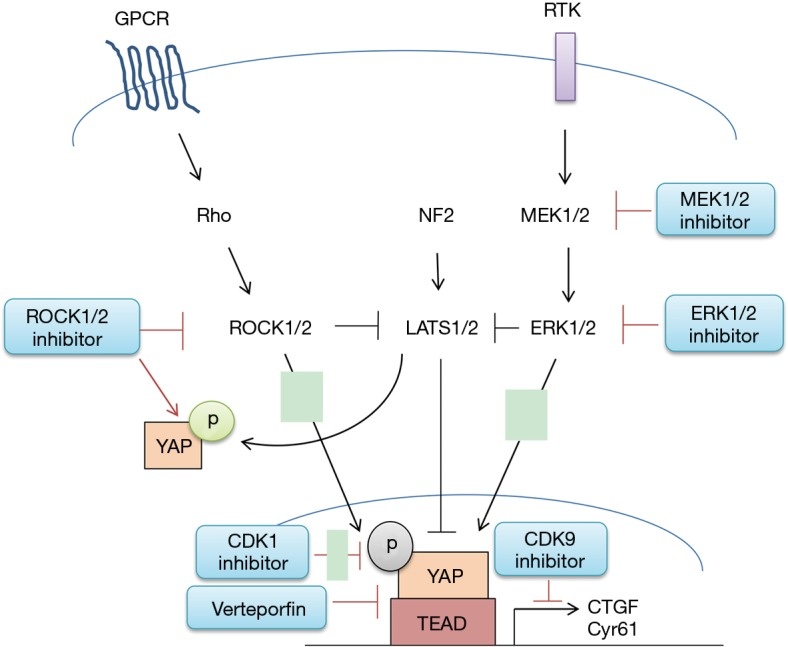 GPCR
RTK
Rho
NF2
MEK1/2
MEK1/2
inhibitor
ROCK1/2
inhibitor
ROCK1/2
LATS1/2
ERK1/2
ERK1/2
inhibitor
p
YAP
CDK1
inhibitor
p
YAP
CDK9
inhibitor
Verteporfin
TEAD
CTGF
Cyr61